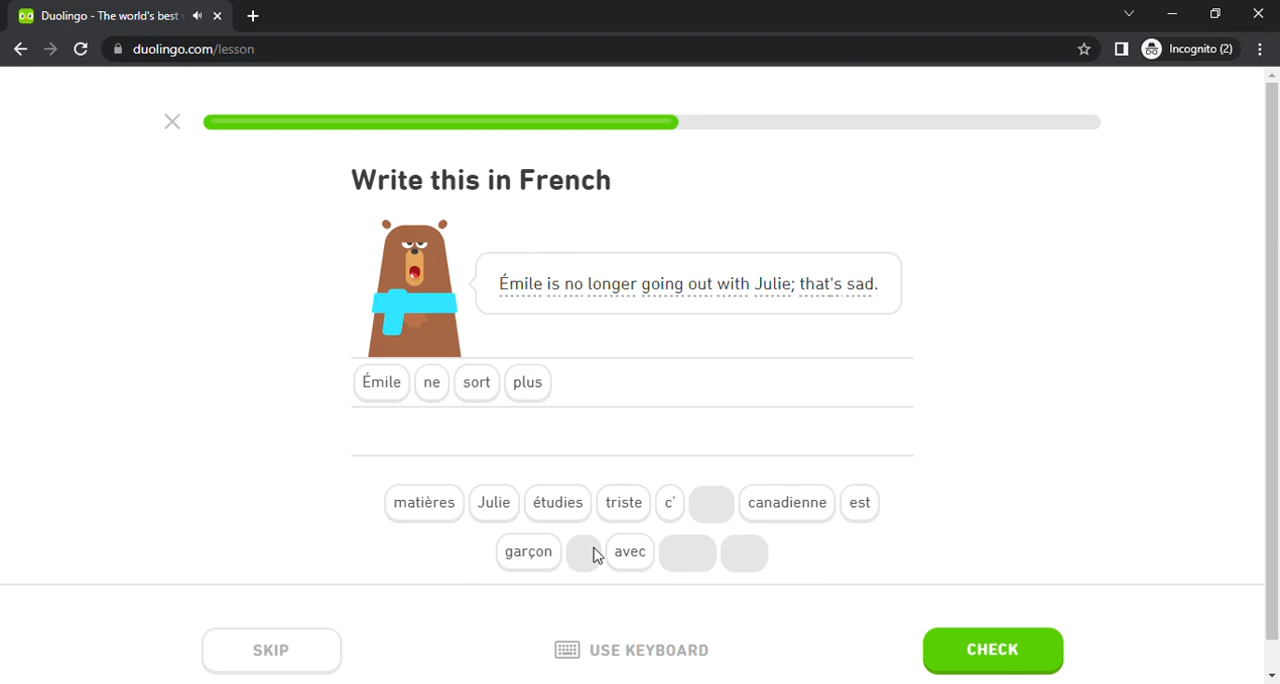 Duolingo - The world's best
duolingo.com/lesson
Incognito (2)
Write this in French
Émile is no longer going out with Julie; that's sad.
Émile ne sort plus
matières Julie études triste c' canadienne est
garçon avec
SKIP USE KEYBOARD CHECK